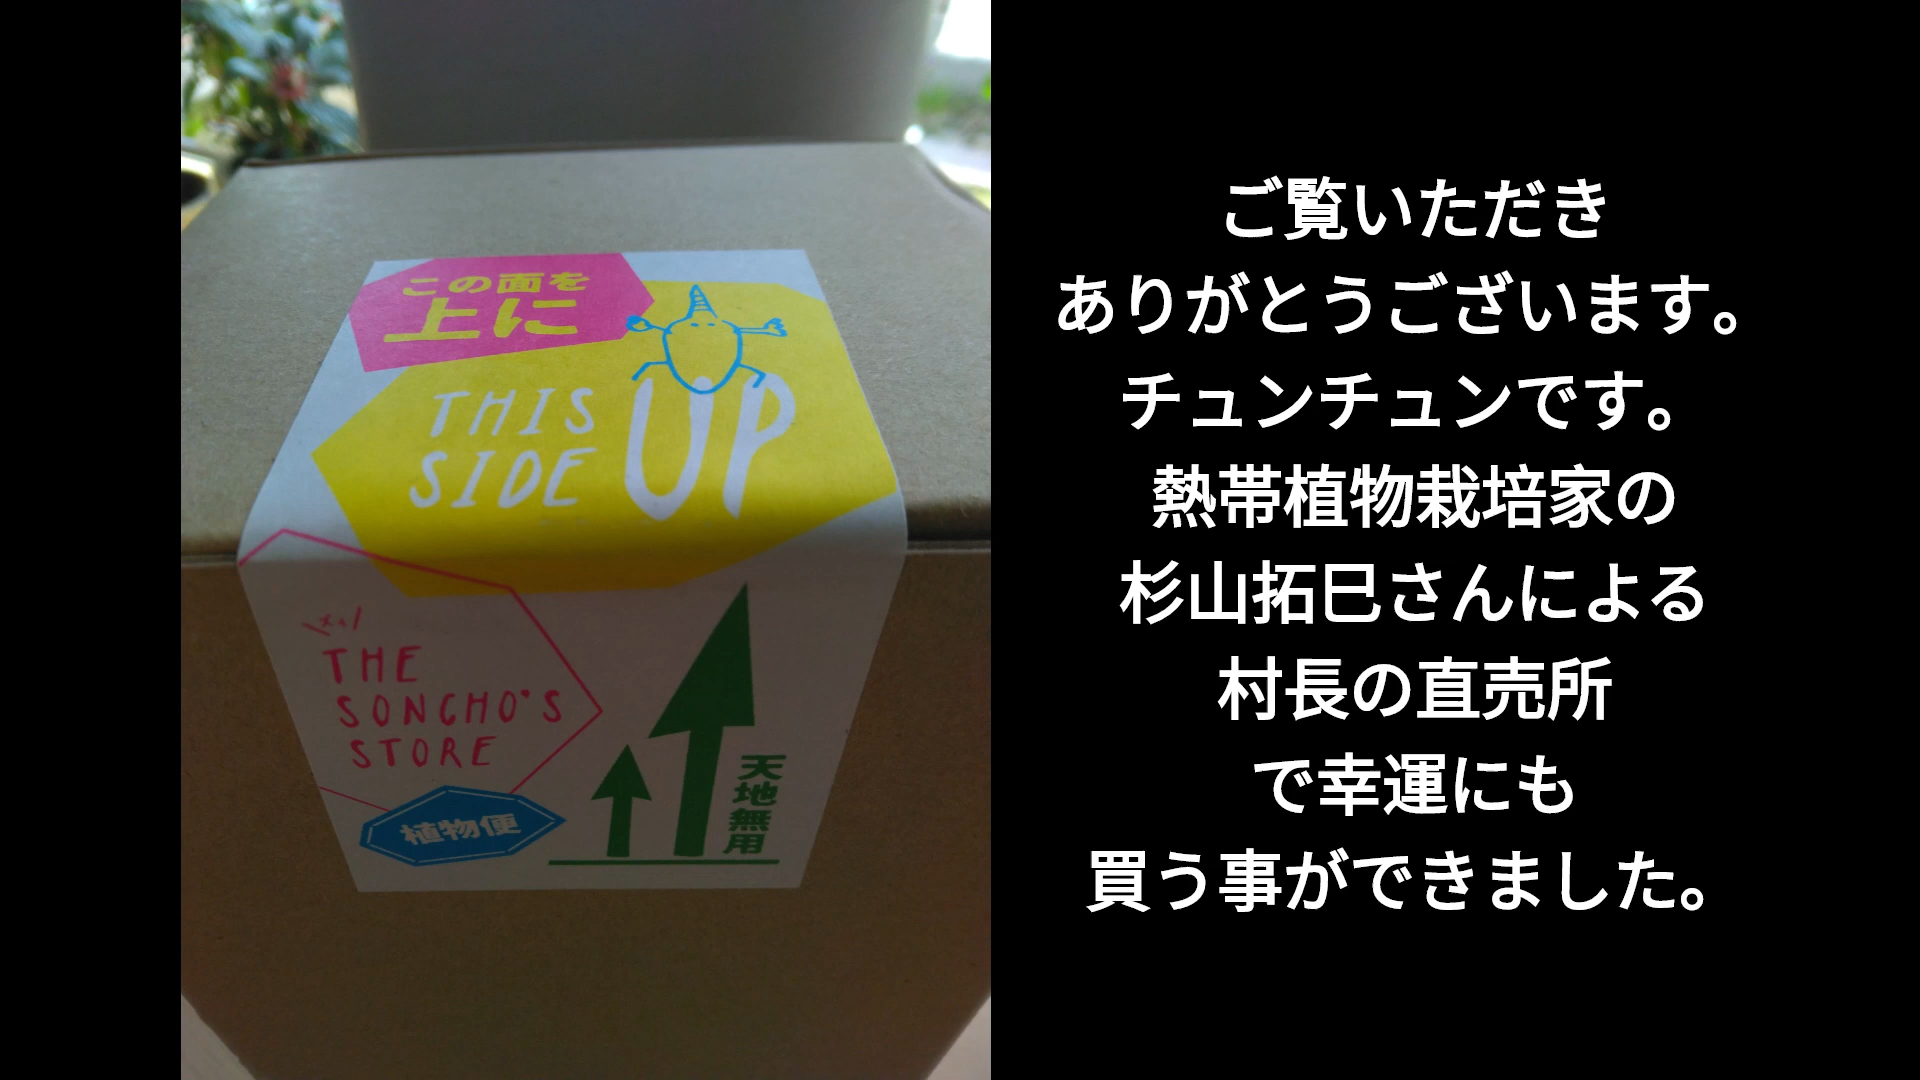 この面を
上に
THIS
SIDE UP
THE
SONCHO'S
STORE
植物便
天地無用
ご覧いただき
ありがとうございます。
チュンチュンです。
熱帯植物栽培家の
杉山拓巳さんによる
村長の直売所
で幸運にも
買う事ができました。